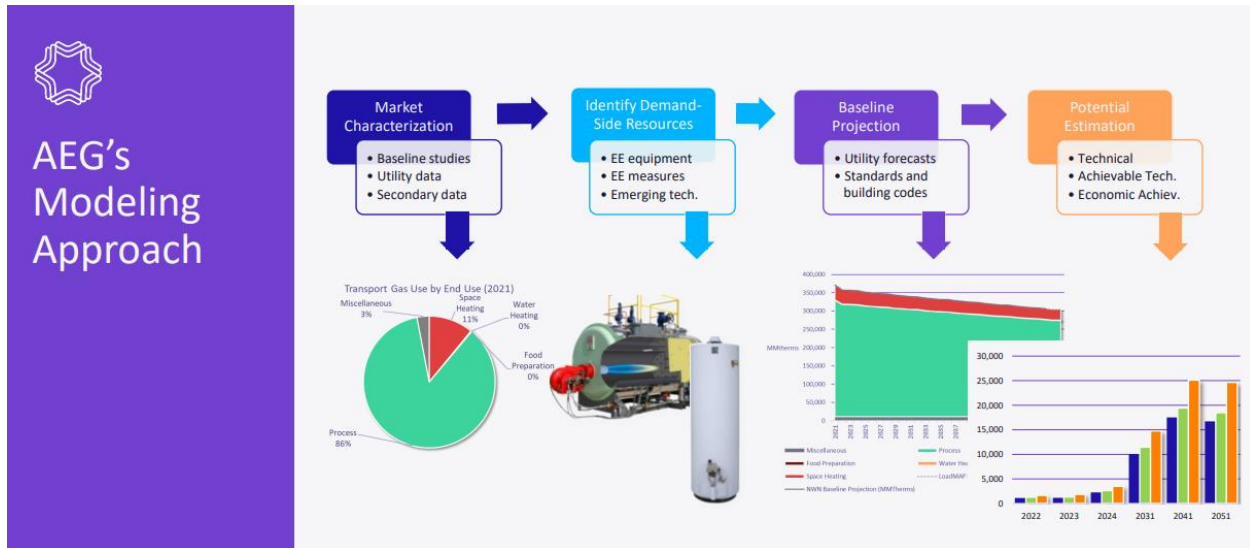 AEG's
Modeling
Approach
Market
Characterization
• Baseline studies
• Utility data
• Secondary data
Identify Demand-
Side Resources
• EE equipment
• EE measures
• Emerging tech.
Baseline
Projection
• Utility forecasts
• Standards and
building codes
Potential
Estimation
• Technical
• Achievable Tech.
• Economic Achiev.
Transport Gas Use by End Use (2021)
Miscellaneous
3%
Space
Heating
11%
Water
Heating
0%
Food
Preparation
0%
Process
86%
400,000
350,000
300,000
250,000
MMtherms 200,000
150,000
100,000
50,000
0
2021
2023
2025
2027
2029
2031
2033
2035
2037
Miscellaneous
Process
Food Preparation
Water
Space Heating
LoadMAP
NWN Baseline Projection (MMTherms)
30,000
25,000
20,000
15,000
10,000
5,000
0
2022 2023 2024 2031 2041 2051